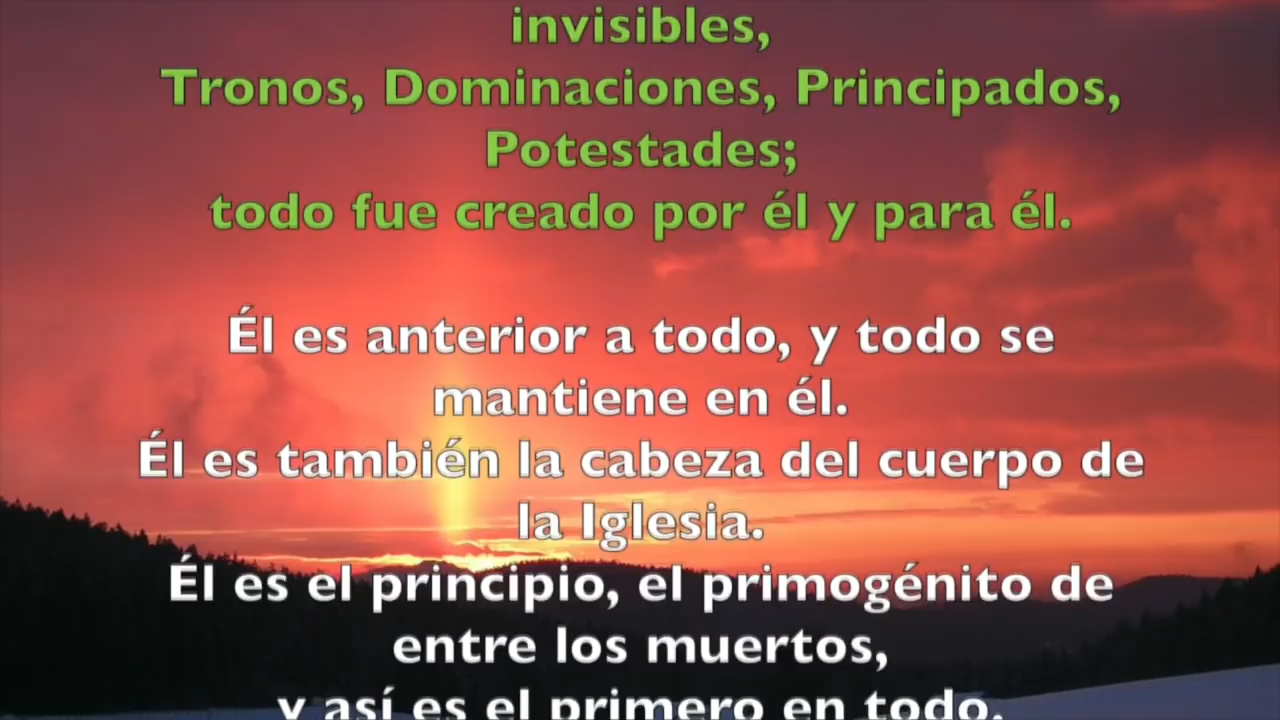 invisibles,
Tronos, Dominaciones, Principados,
Potestades;
todo fue creado por él y para él.
Él es anterior a todo, y todo se
mantiene en él.
Él es también la cabeza del cuerpo de
la Iglesia.
Él es el principio, el primogénito de
entre los muertos,
y así es el primero en todo.